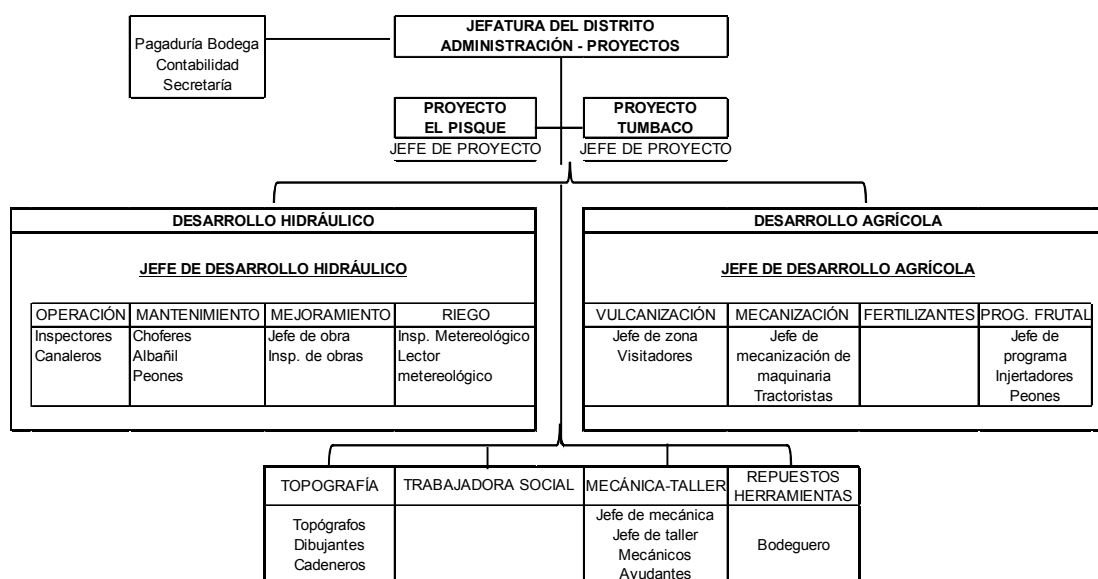 Pagaduría Bodega
Contabilidad
Secretaría
JEFATURA DEL DISTRITO
ADMINISTRACIÓN - PROYECTOS
PROYECTO
EL PISQUE
JEFE DE PROYECTO
PROYECTO
TUMBACO
JEFE DE PROYECTO
DESARROLLO HIDRÁULICO
JEFE DE DESARROLLO HIDRÁULICO
OPERACIÓN
Inspectores
Canaleros
MANTENIMIENTO
Choferes
Albañil
Peones
MEJORAMIENTO
Jefe de obra
Insp. de obras
RIEGO
Insp. Metereológico
Lector
metereológico
DESARROLLO AGRÍCOLA
JEFE DE DESARROLLO AGRÍCOLA
VULCANIZACIÓN
Jefe de zona
Visitadores
MECANIZACIÓN
Jefe de
mecanización de
maquinaria
Tractoristas
FERTILIZANTES
PROG. FRUTAL
Jefe de
programa
Injertadores
Peones
TOPOGRAFÍA
Topógrafos
Dibujantes
Cadeneros
TRABAJADORA SOCIAL
MECÁNICA-TALLER
Jefe de mecánica
Jefe de taller
Mecánicos
Ayudantes
REPUESTOS
HERRAMIENTAS
Bodeguero